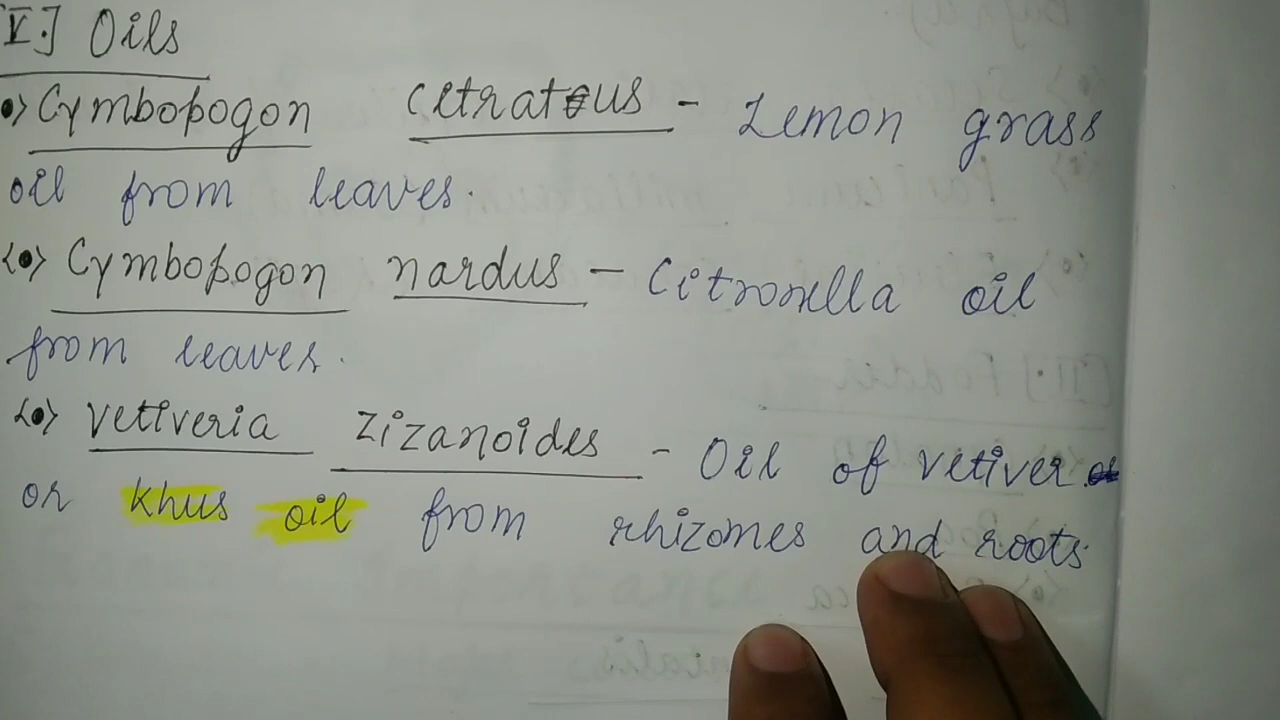 V.] Oils
Cymbopogon citrateus - Lemon grass
oil from leaves.
Cymbopogon nardus - Citronella oil
from leaves.
Vetiveria zizanoides - Oil of vetiver
or khus oil from rhizomes and roots.